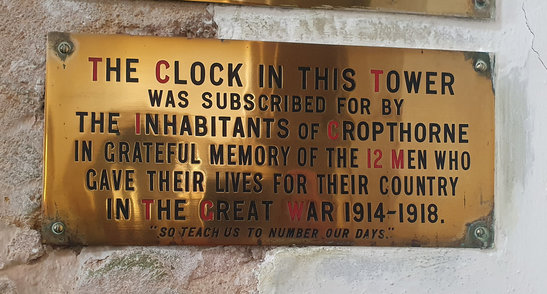 THE CLOCK IN THIS TOWER
WAS SUBSCRIBED FOR BY
THE INHABITANTS OF CROPTHORNE
IN GRATEFUL MEMORY OF THE 12 MEN WHO
GAVE THEIR LIVES FOR THEIR COUNTRY
IN THE GREAT WAR 1914-1918.
"SO TEACH US TO NUMBER OUR DAYS."